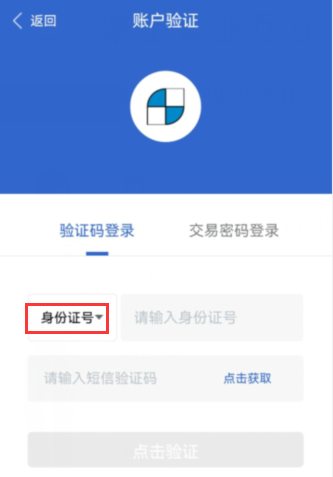 返回 账户验证
验证码登录 交易密码登录
身份证号 请输入身份证号
请输入短信验证码 点击获取
点击验证